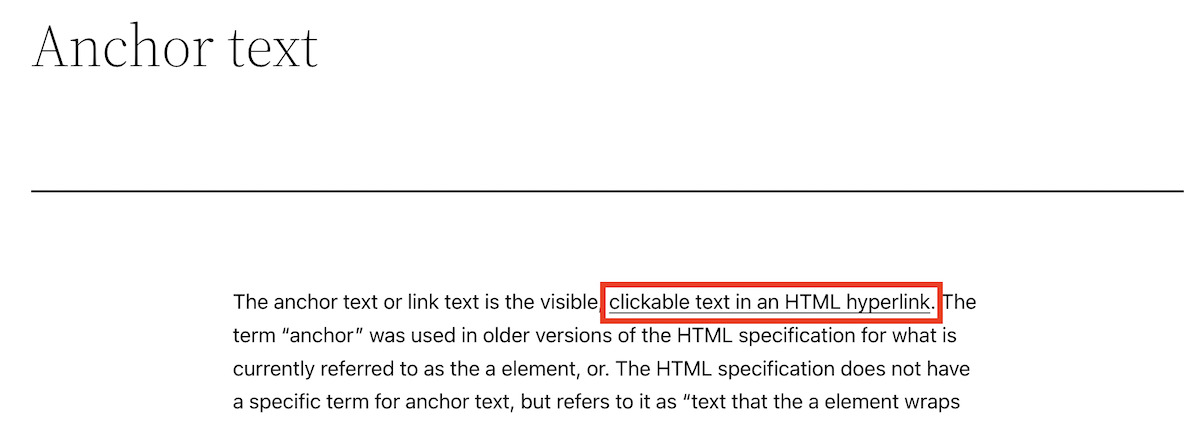 Anchor text
The anchor text or link text is the visible, clickable text in an HTML hyperlink. The
term “anchor” was used in older versions of the HTML specification for what is
currently referred to as the a element, or. The HTML specification does not have
a specific term for anchor text, but refers to it as “text that the a element wraps